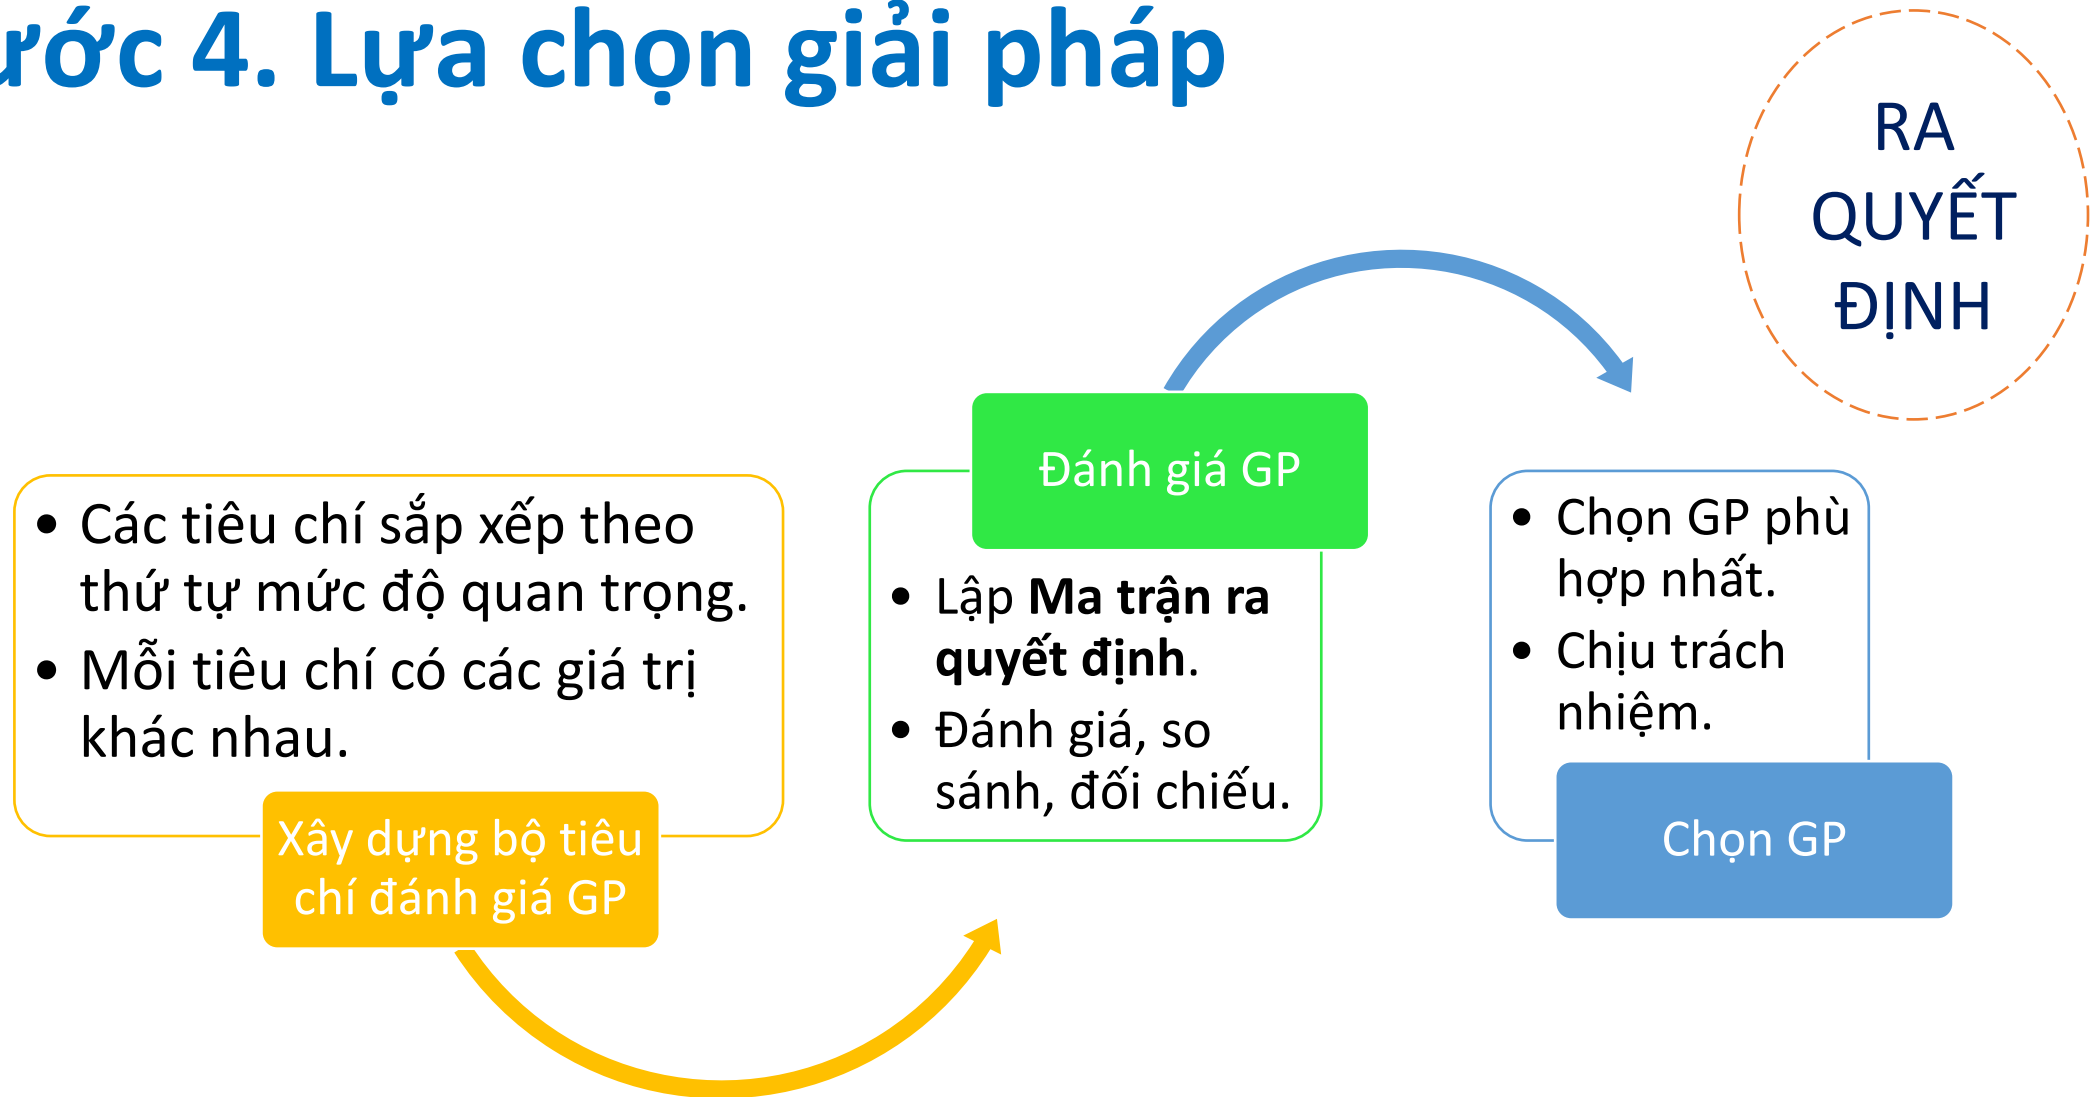 ước 4. Lựa chọn giải pháp
RA
QUYẾT
ĐỊNH
• Các tiêu chí sắp xếp theo
thứ tự mức độ quan trọng.
• Mỗi tiêu chí có các giá trị
khác nhau.
Xây dựng bộ tiêu
chí đánh giá GP
Đánh giá GP
• Lập Ma trận ra
quyết định.
• Đánh giá, so
sánh, đối chiếu.
• Chọn GP phù
hợp nhất.
• Chịu trách
nhiệm.
Chọn GP